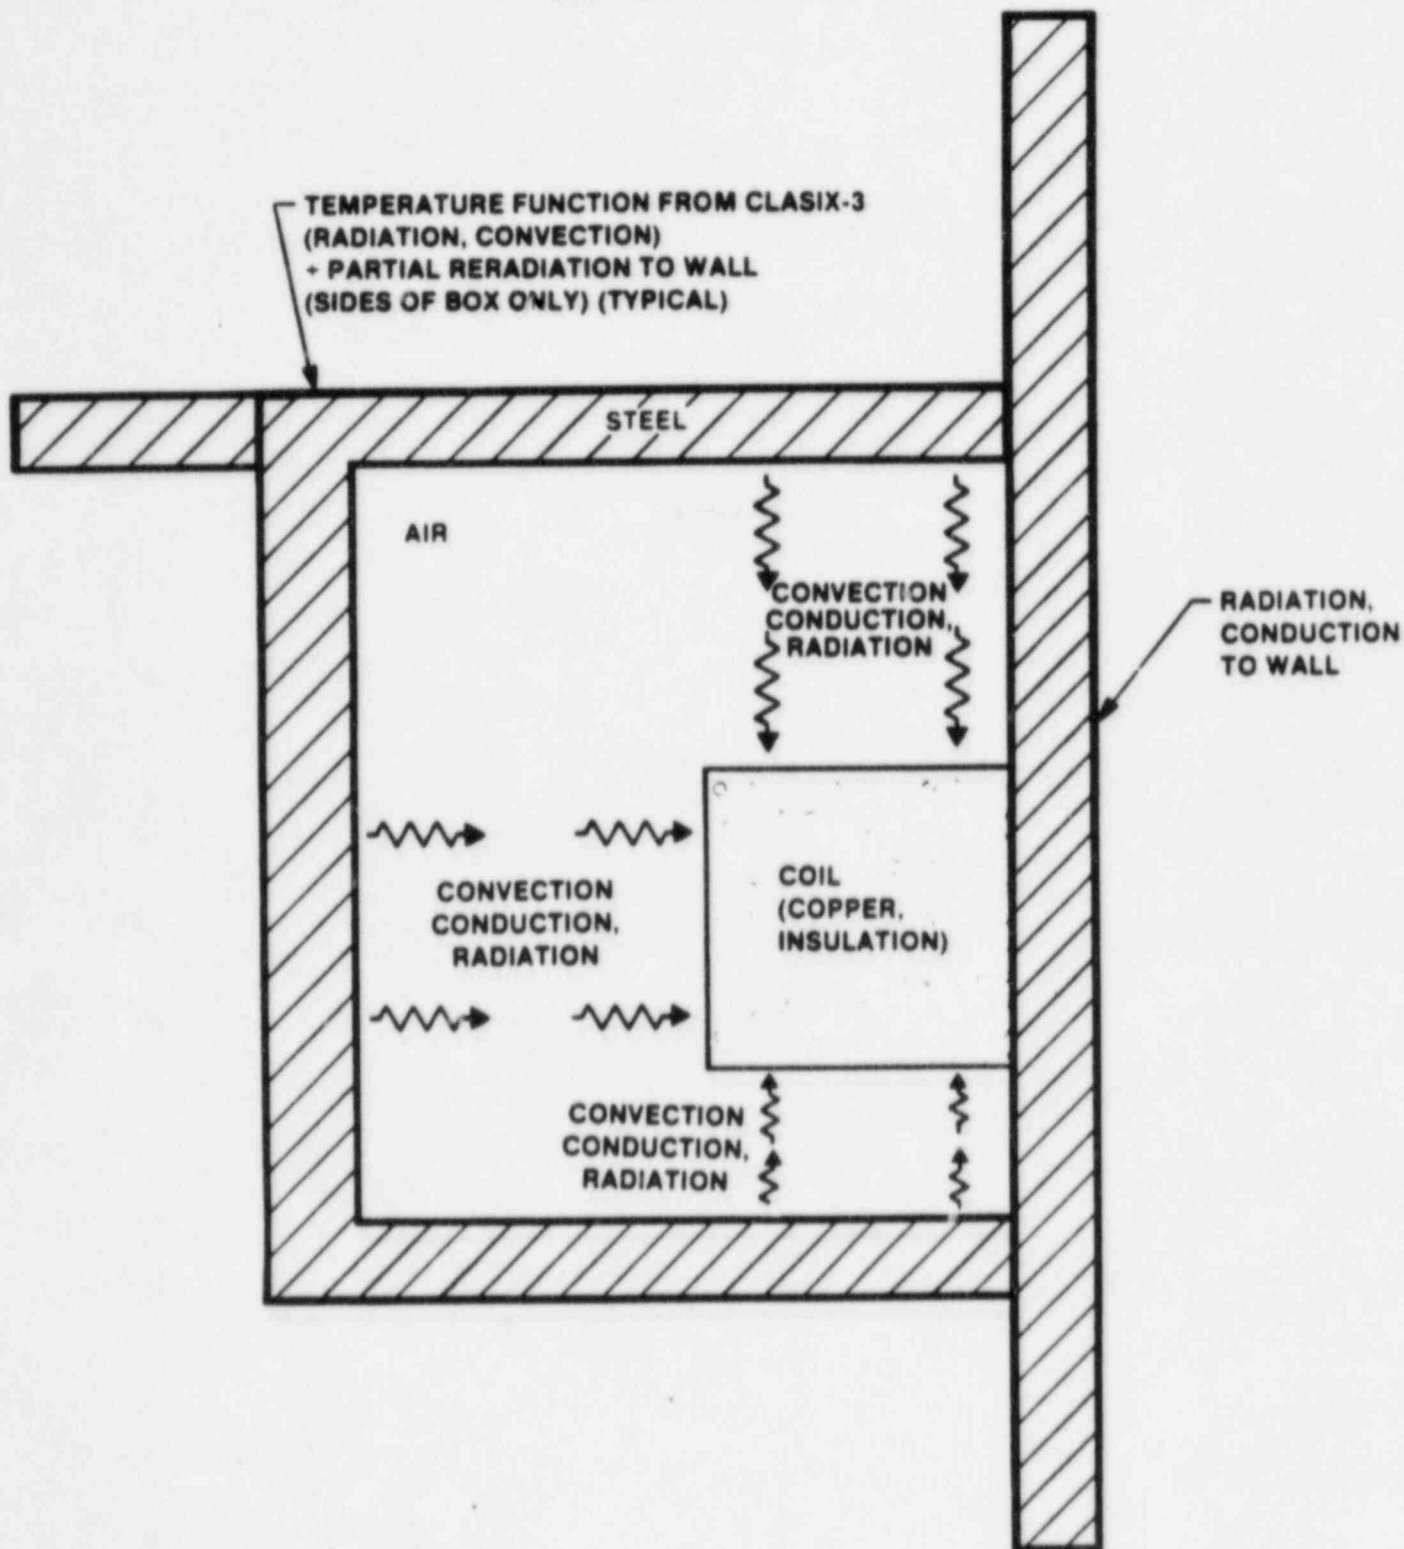 TEMPERATURE FUNCTION FROM CLASIX-3
(RADIATION, CONVECTION)
+ PARTIAL RERADIATION TO WALL
(SIDES OF BOX ONLY) (TYPICAL)
STEEL
AIR
CONVECTION
CONDUCTION,
RADIATION
RADIATION,
CONDUCTION
TO WALL
COIL
(COPPER,
INSULATION)
CONVECTION
CONDUCTION,
RADIATION
CONVECTION
CONDUCTION,
RADIATION